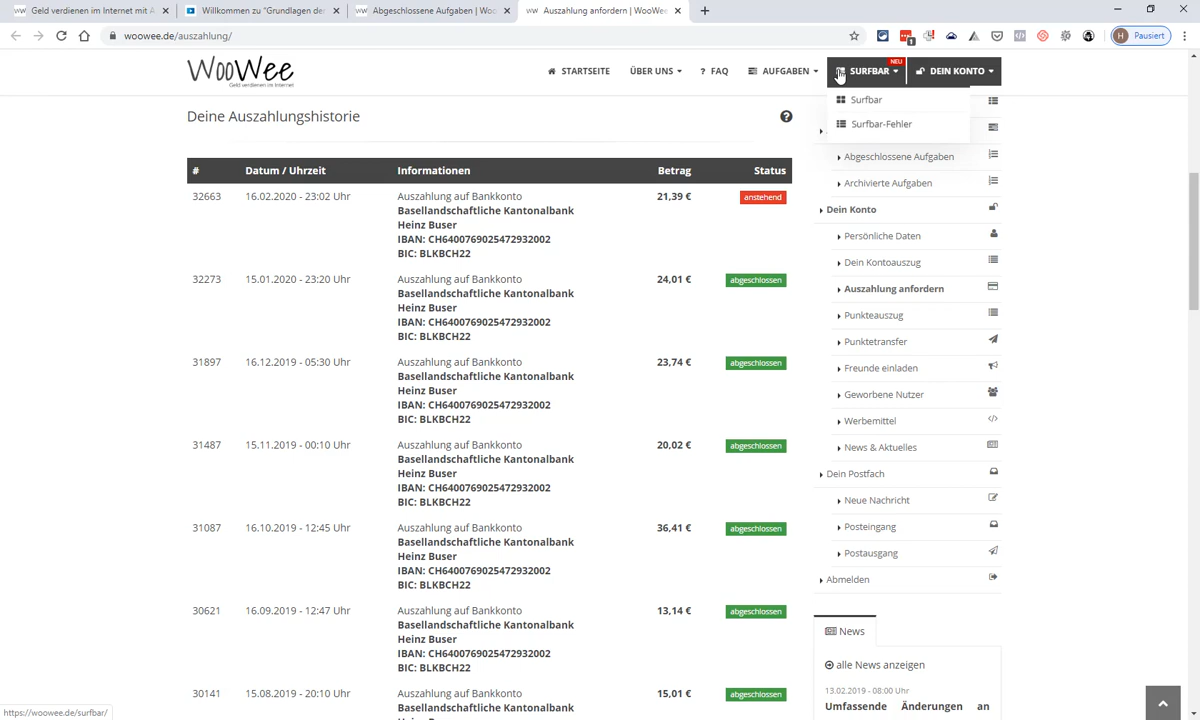 Geld verdienen im Internet mit A
Willkommen zu "Grundlagen der
Abgeschlossene Aufgaben | Woo
Auszahlung anfordern | WooWee
woowee.de/auszahlung/
1
H Pausiert
WooWee
Geld verdienen im Internet
STARTSEITE
ÜBER UNS
? FAQ
AUFGABEN
SURFBAR
NEU
DEIN KONTO
Surfbar
Surfbar-Fehler
Deine Auszahlungshistorie
# Datum / Uhrzeit Informationen Betrag Status
32663 16.02.2020 - 23:02 Uhr Auszahlung auf Bankkonto 21,39 € anstehend
Basellandschaftliche Kantonalbank
Heinz Buser
IBAN: CH6400769025472932002
BIC: BLKBCH22
32273 15.01.2020 - 23:20 Uhr Auszahlung auf Bankkonto 24,01 € abgeschlossen
Basellandschaftliche Kantonalbank
Heinz Buser
IBAN: CH6400769025472932002
BIC: BLKBCH22
31897 16.12.2019 - 05:30 Uhr Auszahlung auf Bankkonto 23,74 € abgeschlossen
Basellandschaftliche Kantonalbank
Heinz Buser
IBAN: CH6400769025472932002
BIC: BLKBCH22
31487 15.11.2019 - 00:10 Uhr Auszahlung auf Bankkonto 20,02 € abgeschlossen
Basellandschaftliche Kantonalbank
Heinz Buser
IBAN: CH6400769025472932002
BIC: BLKBCH22
31087 16.10.2019 - 12:45 Uhr Auszahlung auf Bankkonto 36,41 € abgeschlossen
Basellandschaftliche Kantonalbank
Heinz Buser
IBAN: CH6400769025472932002
BIC: BLKBCH22
30621 16.09.2019 - 12:47 Uhr Auszahlung auf Bankkonto 13,14 € abgeschlossen
Basellandschaftliche Kantonalbank
Heinz Buser
IBAN: CH6400769025472932002
BIC: BLKBCH22
30141 15.08.2019 - 20:10 Uhr Auszahlung auf Bankkonto 15,01 € abgeschlossen
Basellandschaftliche Kantonalbank
Abgeschlossene Aufgaben
Archivierte Aufgaben
Dein Konto
Persönliche Daten
Dein Kontoauszug
Auszahlung anfordern
Punkteauszug
Punktetransfer
Freunde einladen
Geworbene Nutzer
Werbemittel
News & Aktuelles
Dein Postfach
Neue Nachricht
Posteingang
Postausgang
Abmelden
News
alle News anzeigen
13.02.2019 - 08:00 Uhr
Umfassende Änderungen an
https://woowee.de/surfbar/